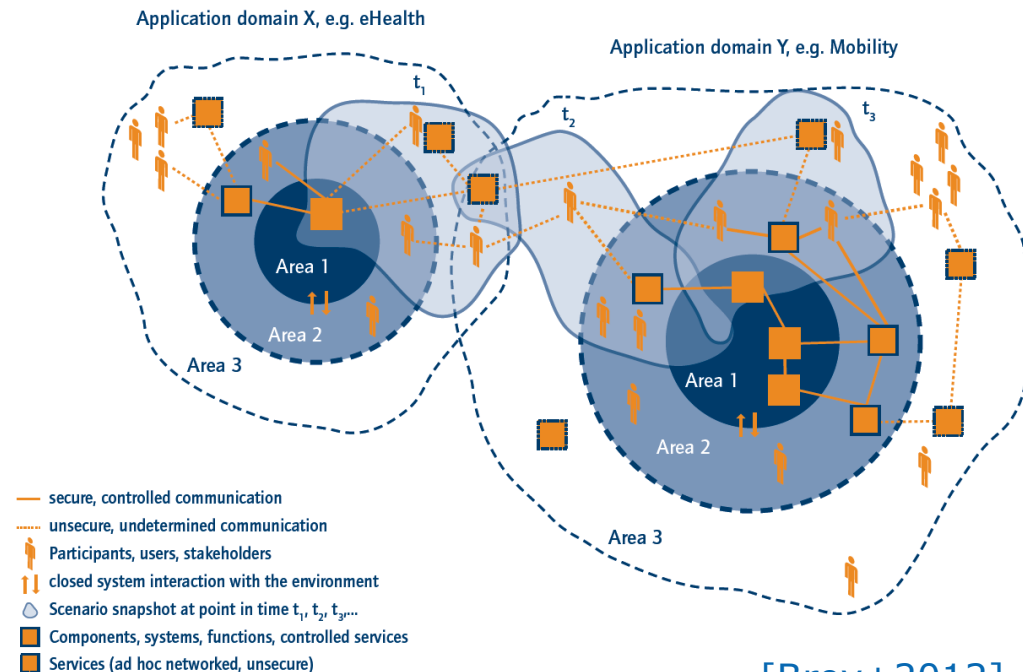 Application domain X, e.g. eHealth
Application domain Y, e.g. Mobility
t1
t2
t3
Area 1
Area 2
Area 3
Area 1
Area 2
Area 3
secure, controlled communication
unsecure, undetermined communication
Participants, users, stakeholders
closed system interaction with the environment
Scenario snapshot at point in time t1, t2, t3,...
Components, systems, functions, controlled services
Services (ad hoc networked, unsecure)